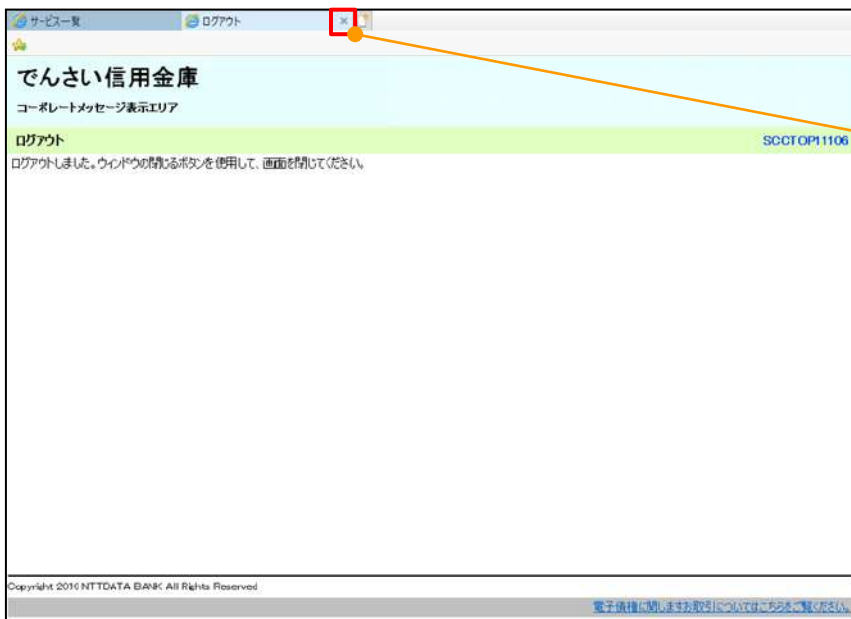 サービス一覧
ログアウト
でんさい信用金庫
コーポレートメッセージ表示エリア
ログアウト
SCCTOP11106
ログアウトしました。ウィンドウの閉じるボタンを使用して、画面を閉じてください。
Copyright 2010 NTTDATA BANK All Rights Reserved
電子債権に関しますお取引についてはこちらをご覧ください。